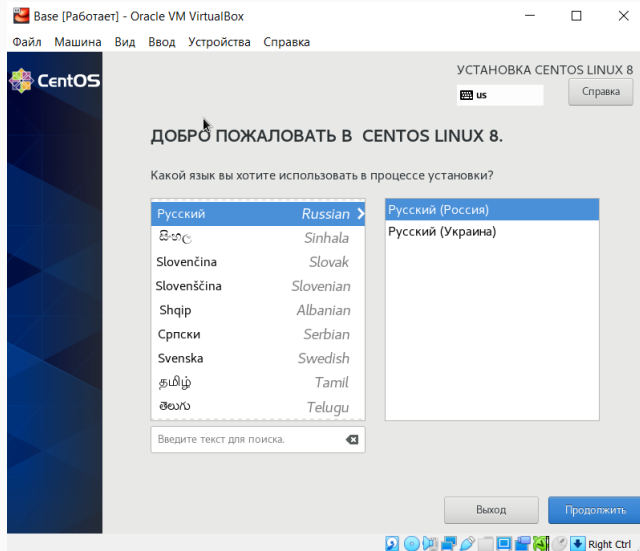 Base [Работает] - Oracle VM VirtualBox
Файл Машина Вид Ввод Устройства Справка
CentOS
УСТАНОВКА CENTOS LINUX 8
us
Справка
ДОБРО ПОЖАЛОВАТЬ В CENTOS LINUX 8.
Какой язык вы хотите использовать в процессе установки?
Русский Russian
සිංහල Sinhala
Slovenčina Slovak
Slovenščina Slovenian
Shqip Albanian
Српски Serbian
Svenska Swedish
தமிழ் Tamil
తెలుగు Telugu
Русский (Россия)
Русский (Украина)
Введите текст для поиска.
Выход
Продолжить
Right Ctrl